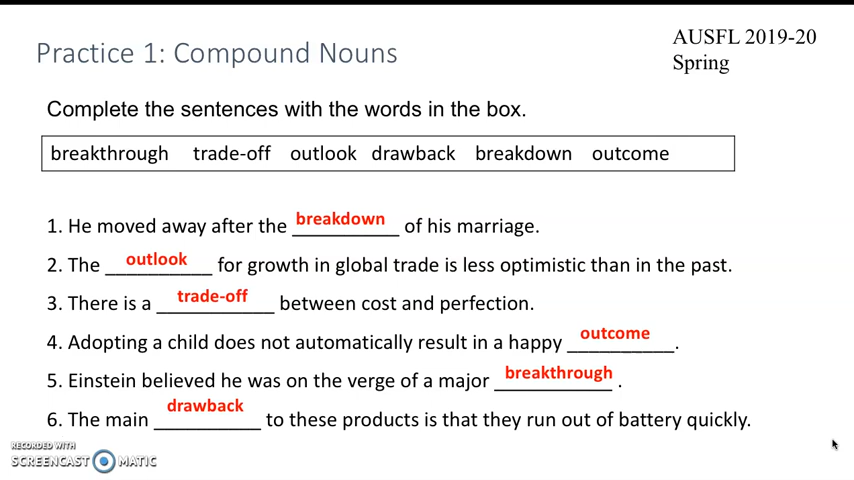 Practice 1: Compound Nouns
AUSFL 2019-20
Spring
Complete the sentences with the words in the box.
breakthrough trade-off outlook drawback breakdown outcome
1. He moved away after the breakdown of his marriage.
2. The outlook for growth in global trade is less optimistic than in the past.
3. There is a trade-off between cost and perfection.
4. Adopting a child does not automatically result in a happy outcome.
5. Einstein believed he was on the verge of a major breakthrough .
6. The main drawback to these products is that they run out of battery quickly.
RECORDED WITH
SCREENCAST MATIC